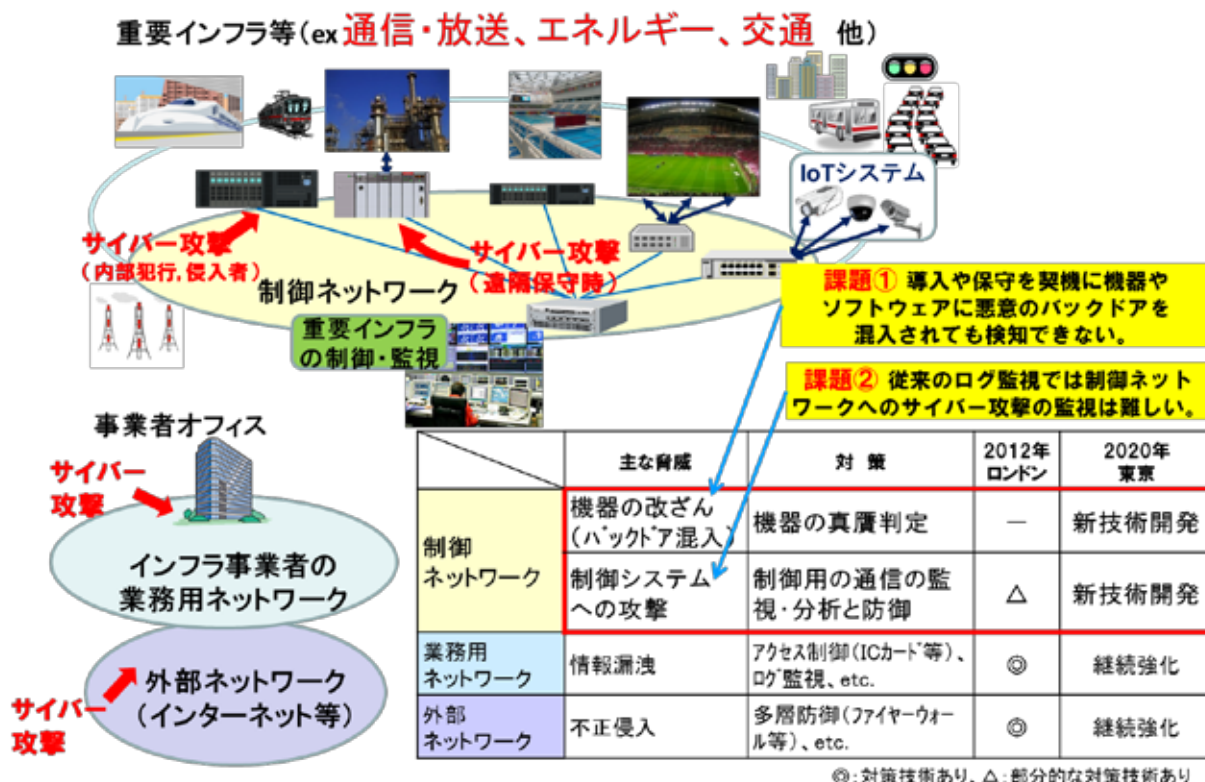 重要インフラ等(ex 通信・放送、エネルギー、交通 他)
IoTシステム
サイバー攻撃
(内部犯行,侵入者)
サイバー攻撃
(遠隔保守時)
制御ネットワーク
重要インフラ
の制御・監視
課題① 導入や保守を契機に機器や
ソフトウェアに悪意のバックドアを
混入されても検知できない。
課題② 従来のログ監視では制御ネット
ワークへのサイバー攻撃の監視は難しい。
事業者オフィス
サイバー
攻撃
インフラ事業者の
業務用ネットワーク
サイバー
攻撃
外部ネットワーク
(インターネット等)
主な脅威 対 策 2012年 ロンドン 2020年 東京
制御
ネットワーク
機器の改ざん
(バックドア混入)
機器の真贋判定 － 新技術開発
制御システム
への攻撃
制御用の通信の監
視・分析と防御
△ 新技術開発
業務用
ネットワーク
情報漏洩
アクセス制御(ICカード等)、
ログ監視、etc.
◎ 継続強化
外部
ネットワーク
不正侵入
多層防御(ファイヤーウォー
ル等)、etc.
◎ 継続強化
◎:対策技術あり、△:部分的な対策技術あり